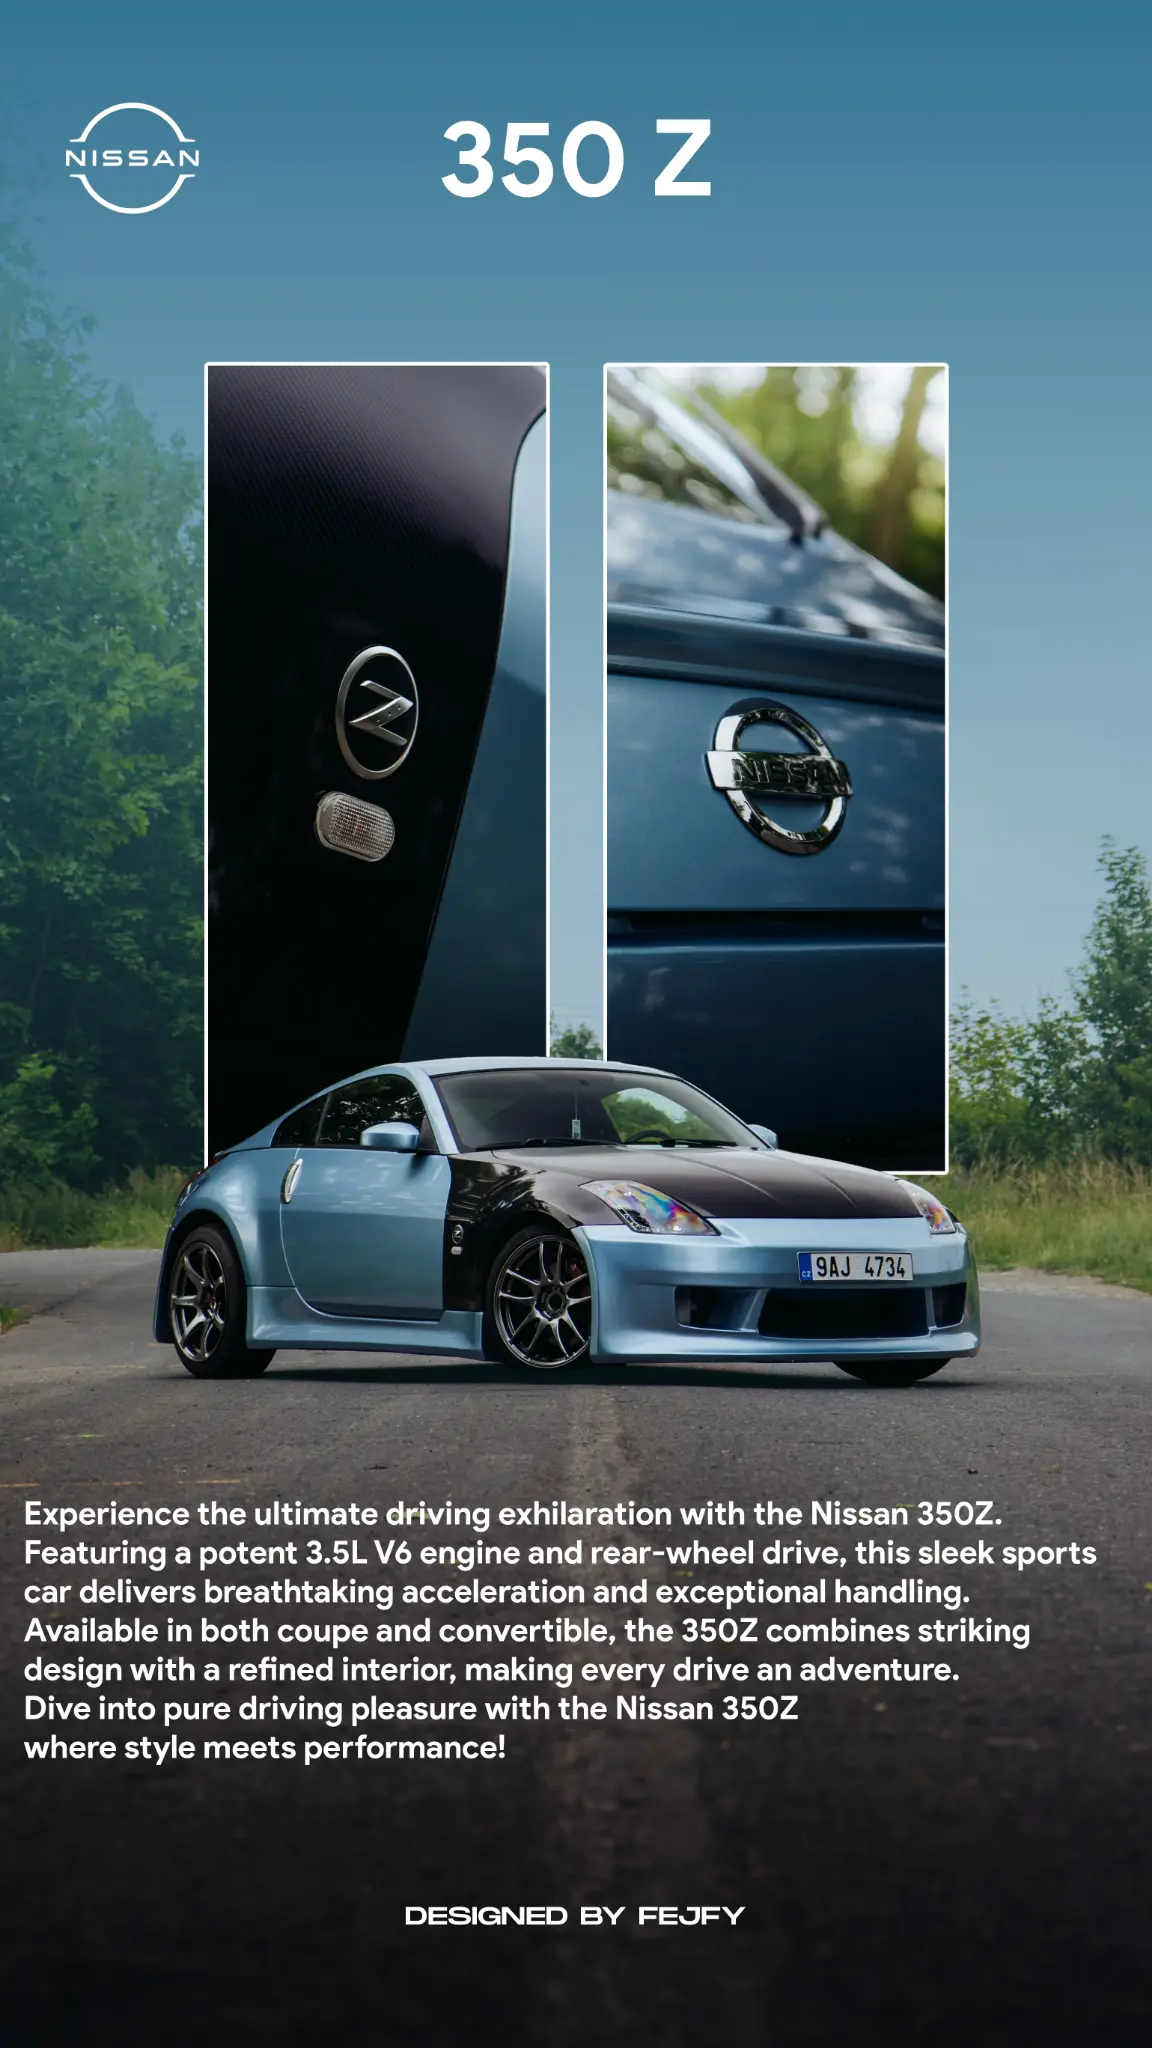 NISSAN
350 Z
Z
NISSAN
CZ 9AJ 4734
Experience the ultimate driving exhilaration with the Nissan 350Z.
Featuring a potent 3.5L V6 engine and rear-wheel drive, this sleek sports
car delivers breathtaking acceleration and exceptional handling.
Available in both coupe and convertible, the 350Z combines striking
design with a refined interior, making every drive an adventure.
Dive into pure driving pleasure with the Nissan 350Z
where style meets performance!
DESIGNED BY FEJFY